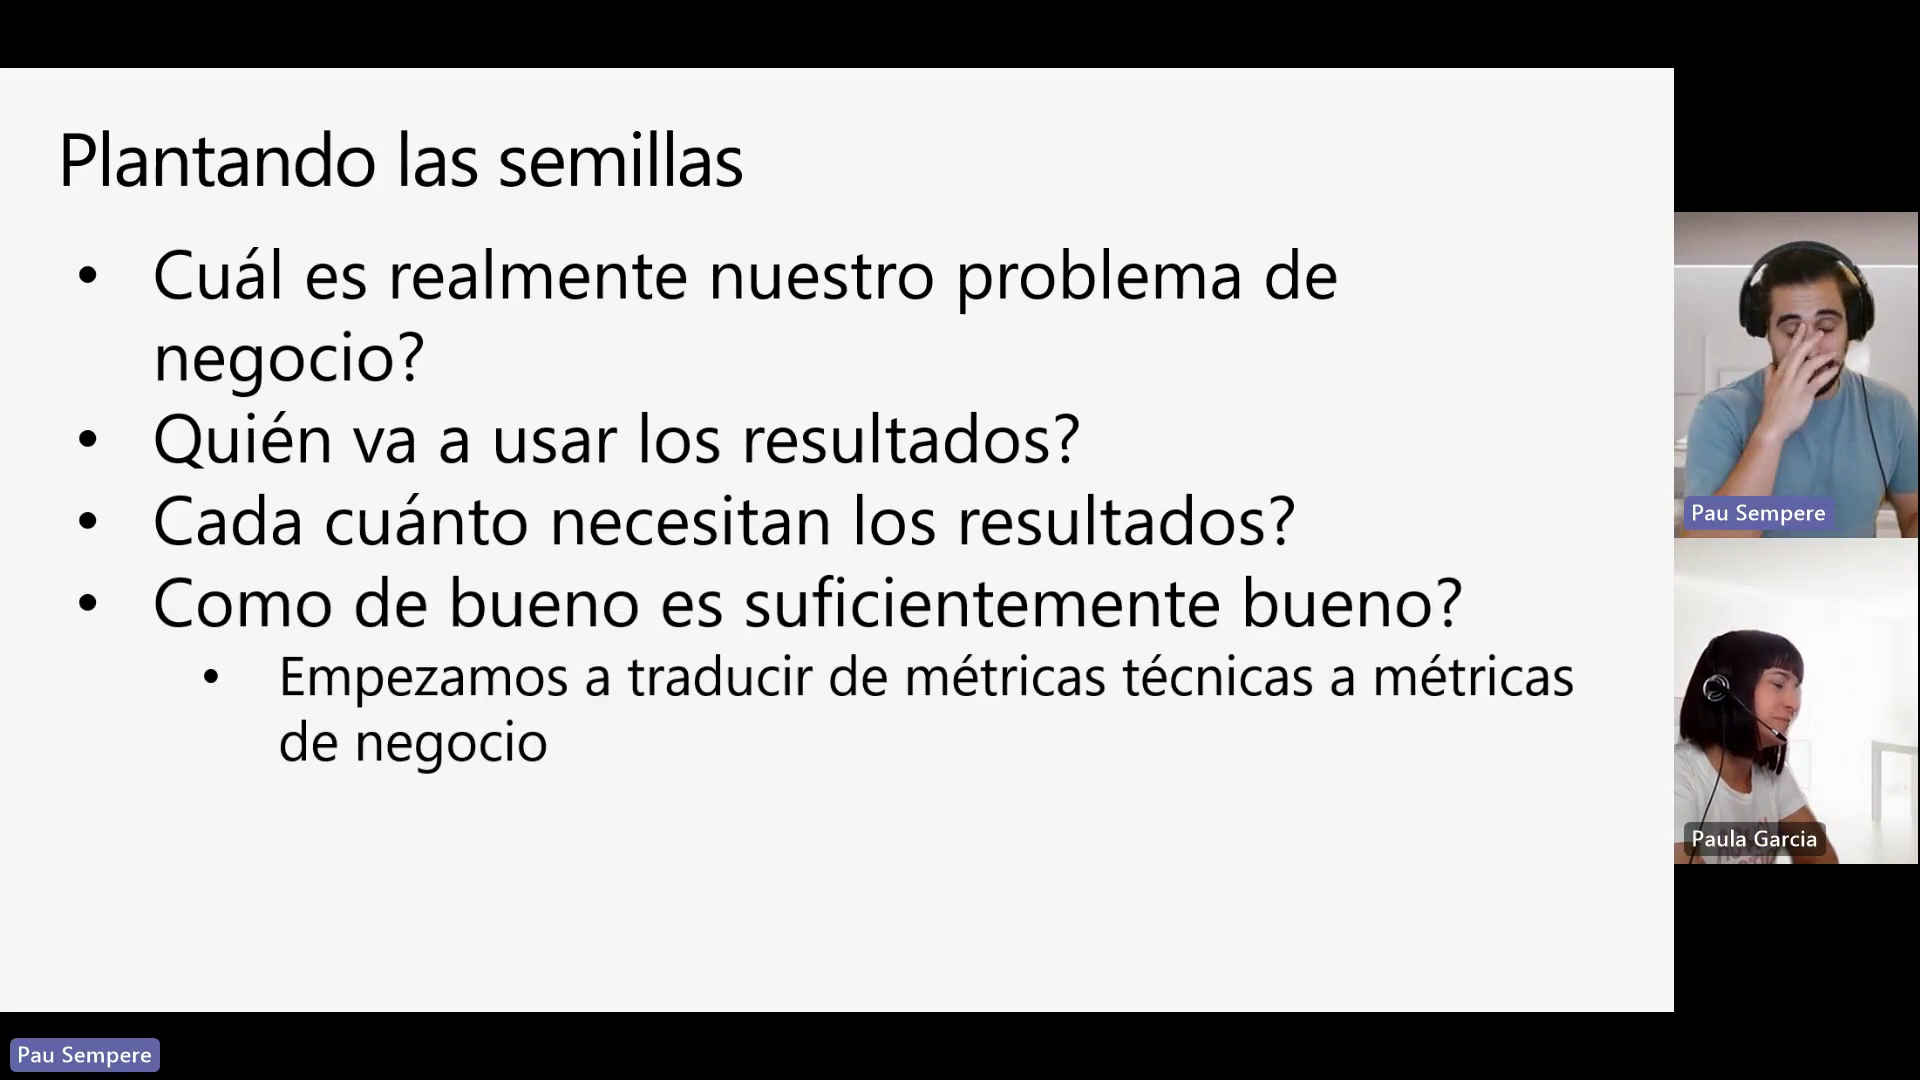 Plantando las semillas
• Cuál es realmente nuestro problema de
negocio?
• Quién va a usar los resultados?
• Cada cuánto necesitan los resultados?
• Como de bueno es suficientemente bueno?
• Empezamos a traducir de métricas técnicas a métricas
de negocio
Pau Sempere
Paula Garcia
Pau Sempere